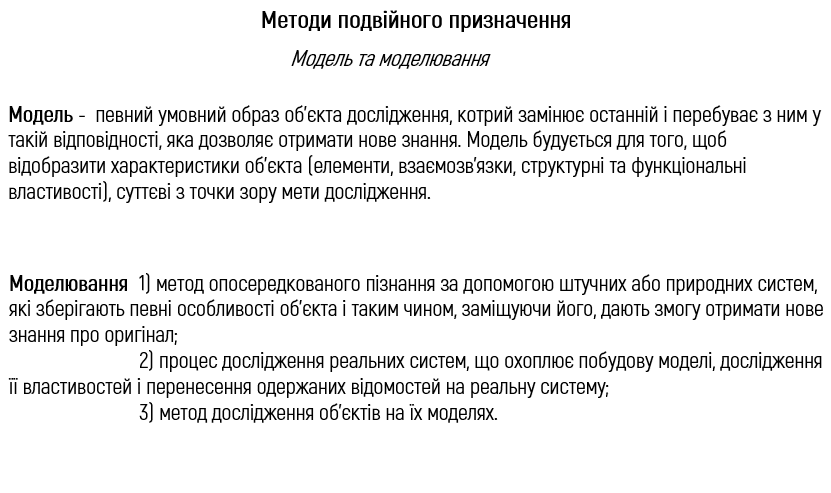 Методи подвійного призначення
Модель та моделювання
Модель - певний умовний образ об'єкта дослідження, котрий замінює останній і перебуває з ним у
такій відповідності, яка дозволяє отримати нове знання. Модель будується для того, щоб
відобразити характеристики об'єкта (елементи, взаємозв'язки, структурні та функціональні
властивості), суттєві з точки зору мети дослідження.
Моделювання 1) метод опосередкованого пізнання за допомогою штучних або природних систем,
які зберігають певні особливості об'єкта і таким чином, заміщуючи його, дають змогу отримати нове
знання про оригінал;
2) процес дослідження реальних систем, що охоплює побудову моделі, дослідження
її властивостей і перенесення одержаних відомостей на реальну систему;
3) метод дослідження об'єктів на їх моделях.